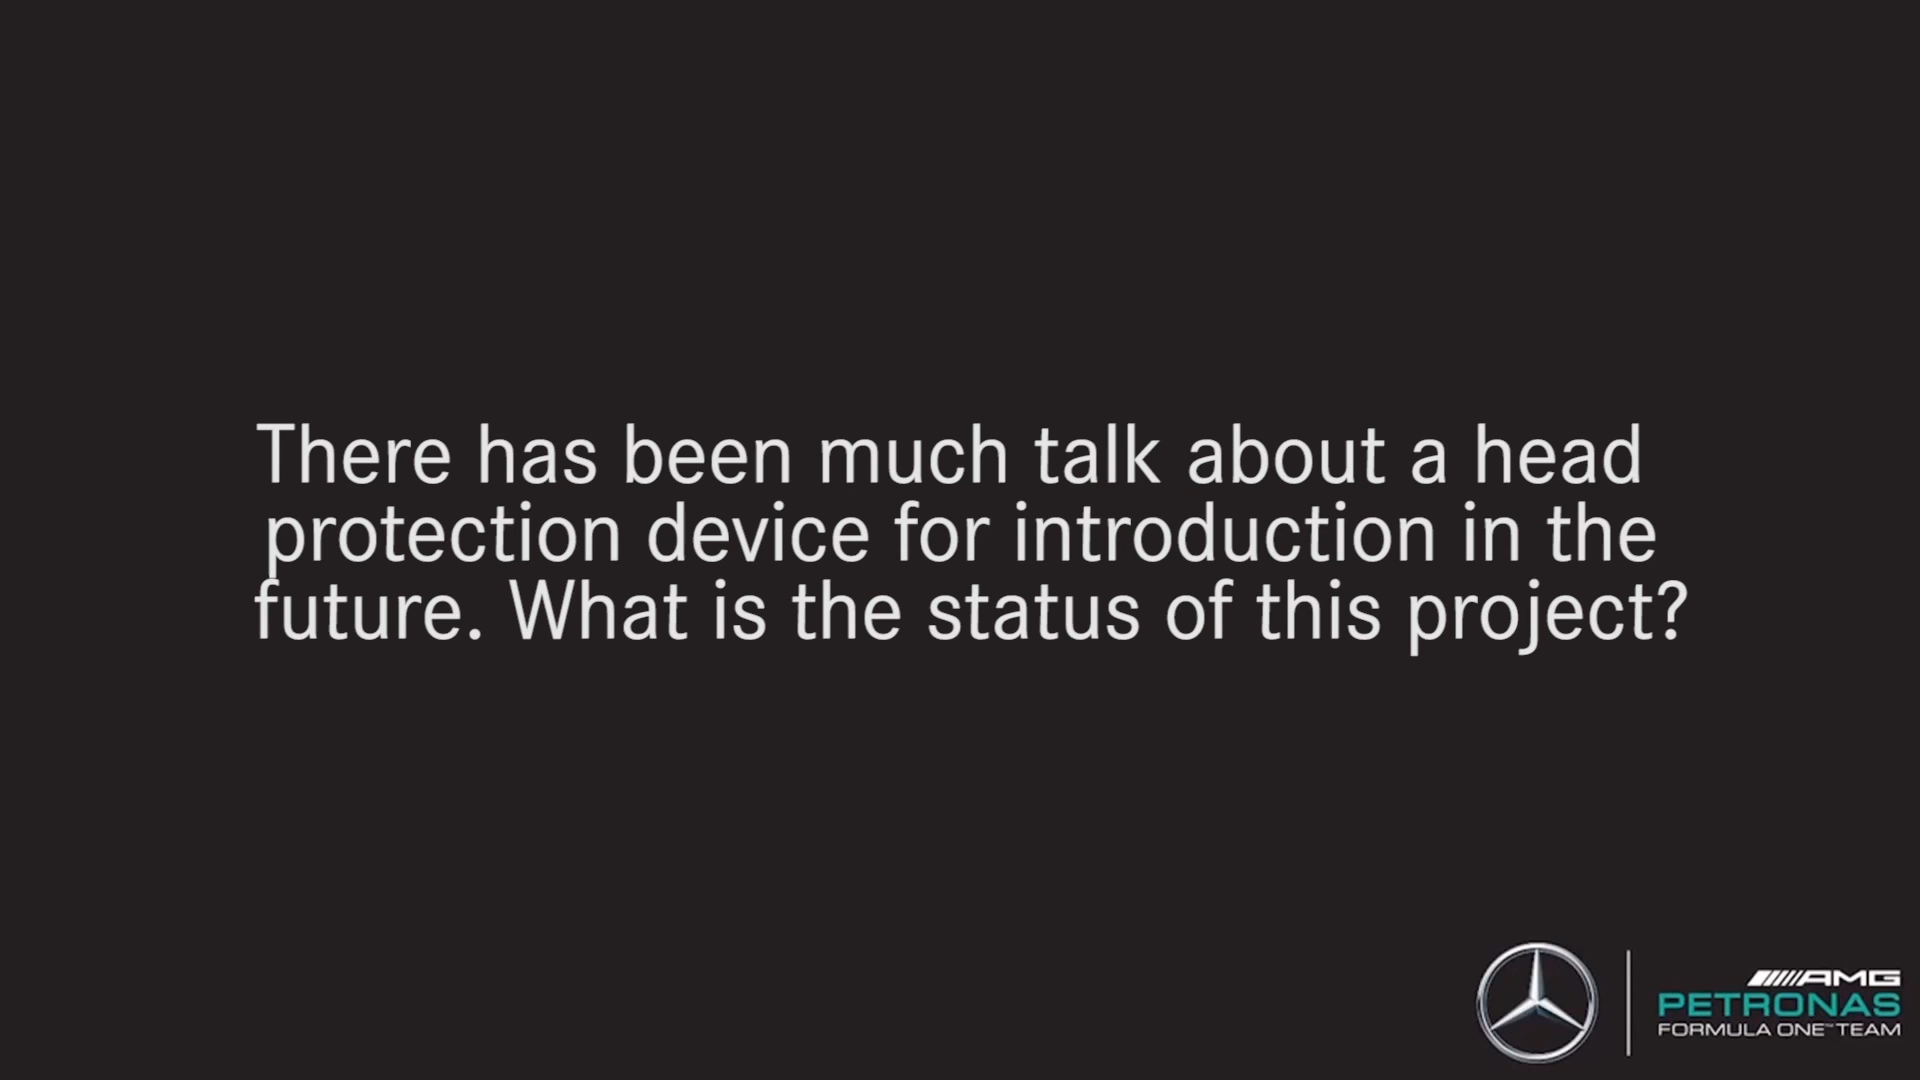 There has been much talk about a head
protection device for introduction in the
future. What is the status of this project?
AMG
PETRONAS
FORMULA ONE™ TEAM